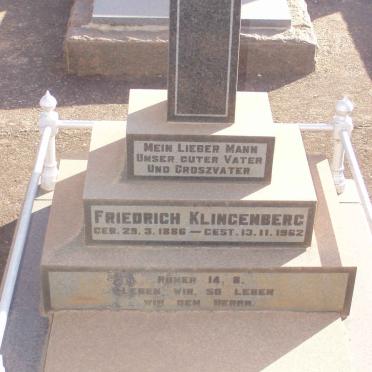 MEIN LIEBER MANN
UNSER GUTER VATER
UND GROSZVATER
FRIEDRICH KLINGENBERG
GEB. 29. 3. 1886 — GEST. 13. 11. 1962
RÖMER 14, 8.
LEBEN WIR, SO LEBEN
WIR DEM HERRN.